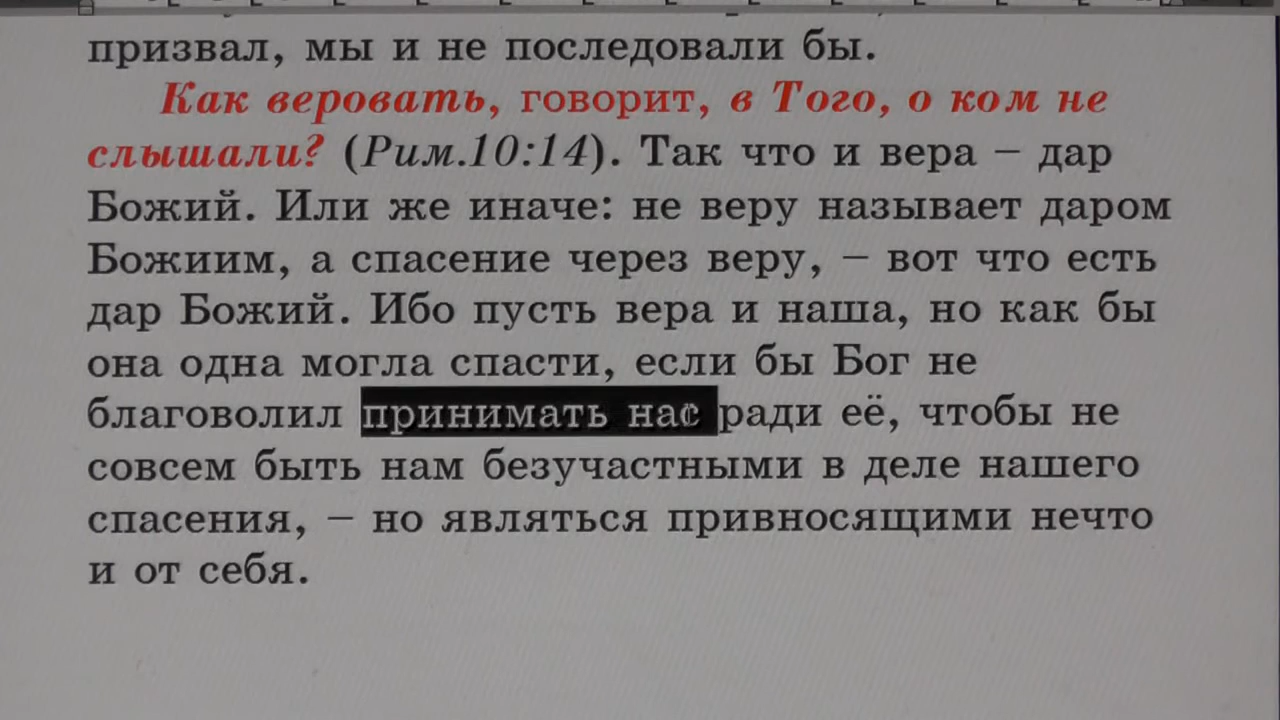 призвал, мы и не последовали бы.
Как веровать, говорит, в Того, о ком не
слышали? (Рим.10:14). Так что и вера – дар
Божий. Или же иначе: не веру называет даром
Божиим, а спасение через веру, – вот что есть
дар Божий. Ибо пусть вера и наша, но как бы
она одна могла спасти, если бы Бог не
благоволил принимать нас ради её, чтобы не
совсем быть нам безучастными в деле нашего
спасения, – но являться привносящими нечто
и от себя.